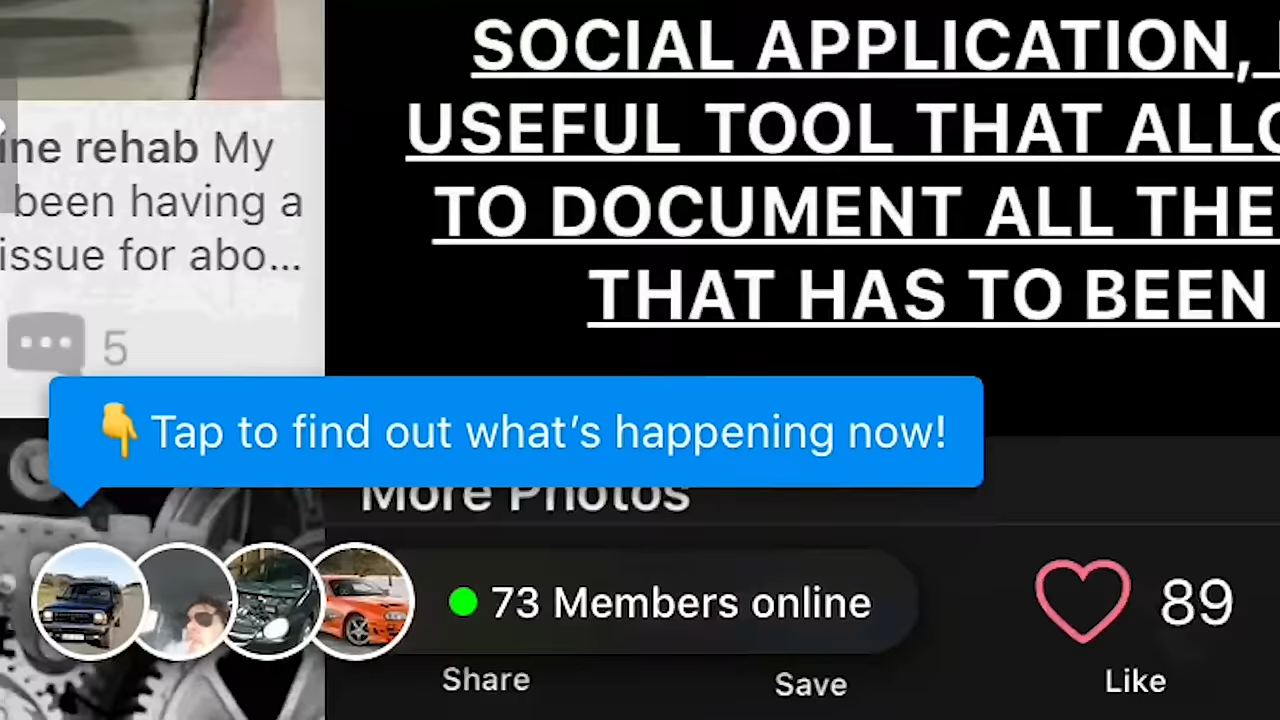 SOCIAL APPLICATION,
USEFUL TOOL THAT
TO DOCUMENT ALL THE
THAT HAS TO BEEN
ine rehab My
been having a
issue for abo...
5
👇 Tap to find out what's happening now!
More Photos
73 Members online
89
Share
Save
Like